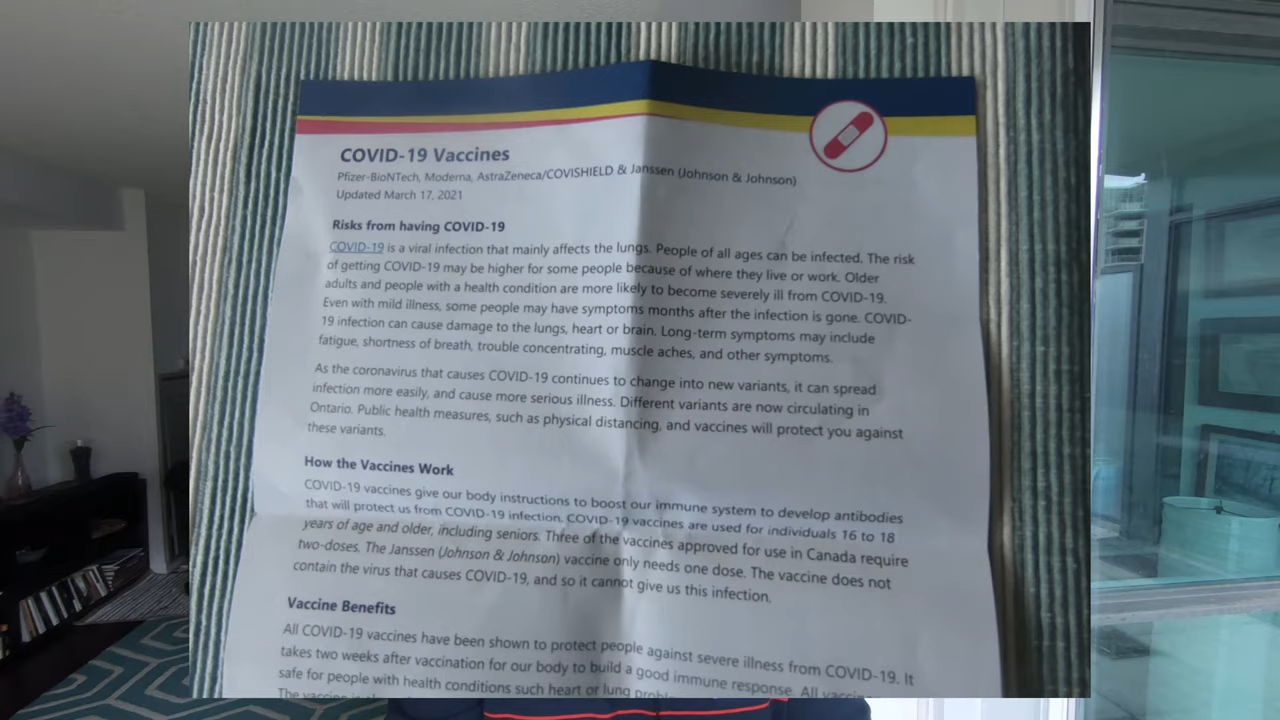 COVID-19 Vaccines
Pfizer-BioNTech, Moderna, AstraZeneca/COVISHIELD & Janssen (Johnson & Johnson)
Updated March 17, 2021
Risks from having COVID-19
COVID-19 is a viral infection that mainly affects the lungs. People of all ages can be infected. The risk
of getting COVID-19 may be higher for some people because of where they live or work. Older
adults and people with a health condition are more likely to become severely ill from COVID-19.
Even with mild illness, some people may have symptoms months after the infection is gone. COVID-
19 infection can cause damage to the lungs, heart or brain. Long-term symptoms may include
fatigue, shortness of breath, trouble concentrating, muscle aches, and other symptoms.
As the coronavirus that causes COVID-19 continues to change into new variants, it can spread
infection more easily, and cause more serious illness. Different variants are now circulating in
Ontario. Public health measures, such as physical distancing, and vaccines will protect you against
these variants.
How the Vaccines Work
COVID-19 vaccines give our body instructions to boost our immune system to develop antibodies
that will protect us from COVID-19 infection. COVID-19 vaccines are used for individuals 16 to 18
years of age and older, including seniors. Three of the vaccines approved for use in Canada require
two-doses. The Janssen (Johnson & Johnson) vaccine only needs one dose. The vaccine does not
contain the virus that causes COVID-19, and so it cannot give us this infection.
Vaccine Benefits
All COVID-19 vaccines have been shown to protect people against severe illness from COVID-19. It
takes two weeks after vaccination for our body to build a good immune response. All
safe for people with health conditions such heart or lung
The vaccine